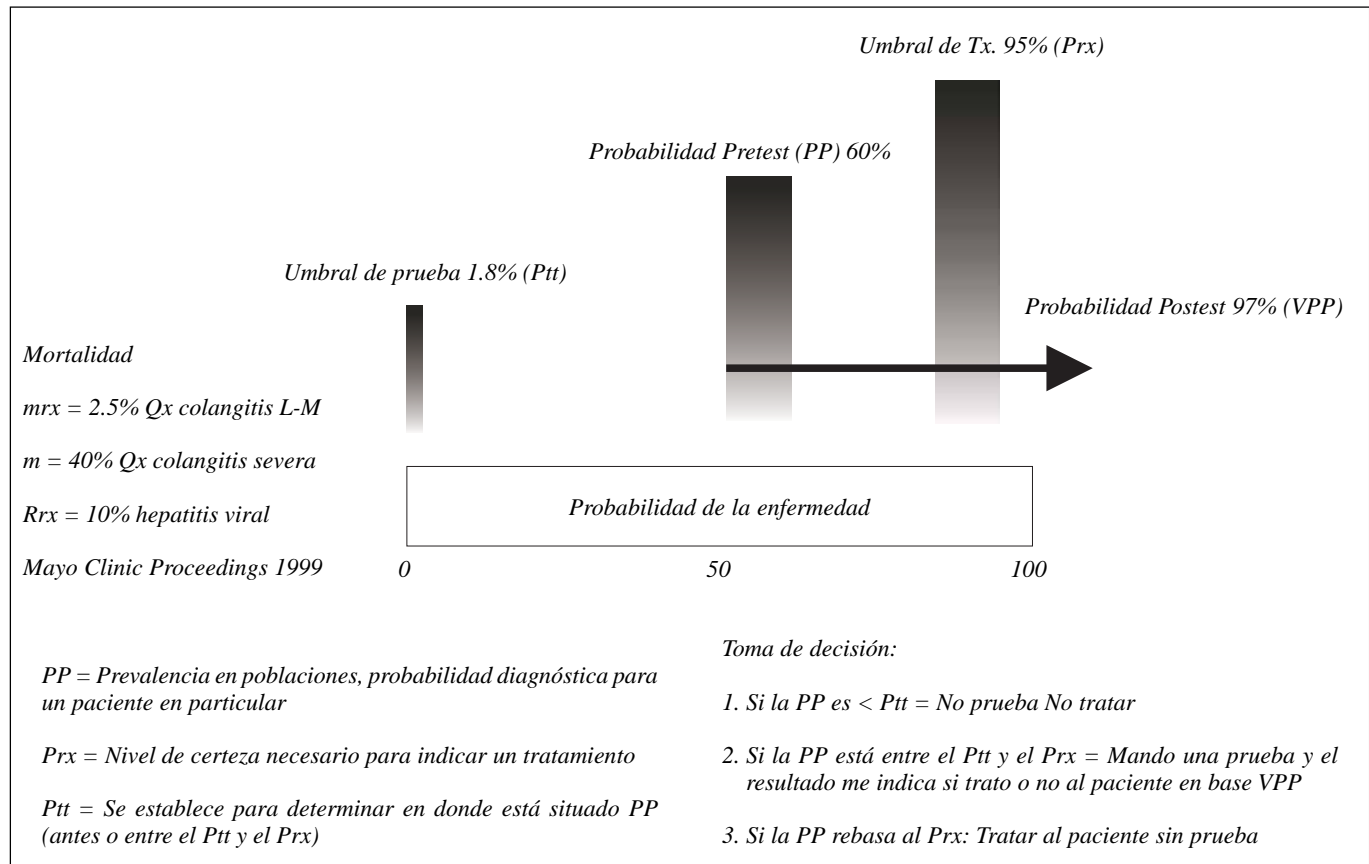 Umbral de Tx. 95% (Prx)
Probabilidad Pretest (PP) 60%
Umbral de prueba 1.8% (Ptt)
Probabilidad Postest 97% (VPP)
Mortalidad
mrx = 2.5% Qx colangitis L-M
m = 40% Qx colangitis severa
Rrx = 10% hepatitis viral
Mayo Clinic Proceedings 1999
Probabilidad de la enfermedad
0
50
100
PP = Prevalencia en poblaciones, probabilidad diagnóstica para
un paciente en particular
Prx = Nivel de certeza necesario para indicar un tratamiento
Ptt = Se establece para determinar en donde está situado PP
(antes o entre el Ptt y el Prx)
Toma de decisión:
1. Si la PP es < Ptt = No prueba No tratar
2. Si la PP está entre el Ptt y el Prx = Mando una prueba y el
resultado me indica si trato o no al paciente en base VPP
3. Si la PP rebasa al Prx: Tratar al paciente sin prueba